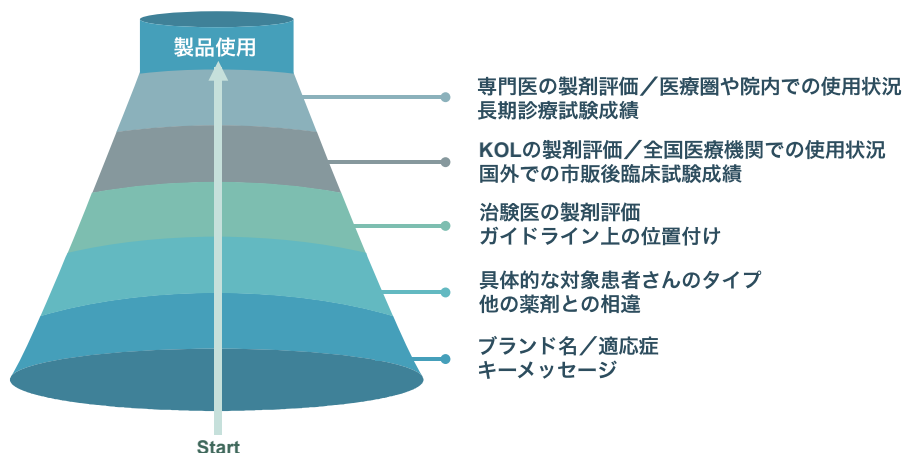 製品使用
専門医の製剤評価／医療圏や院内での使用状況
長期診療試験成績
KOLの製剤評価／全国医療機関での使用状況
国外での市販後臨床試験成績
治験医の製剤評価
ガイドライン上の位置付け
具体的な対象患者さんのタイプ
他の薬剤との相違
ブランド名／適応症
キーメッセージ
Start